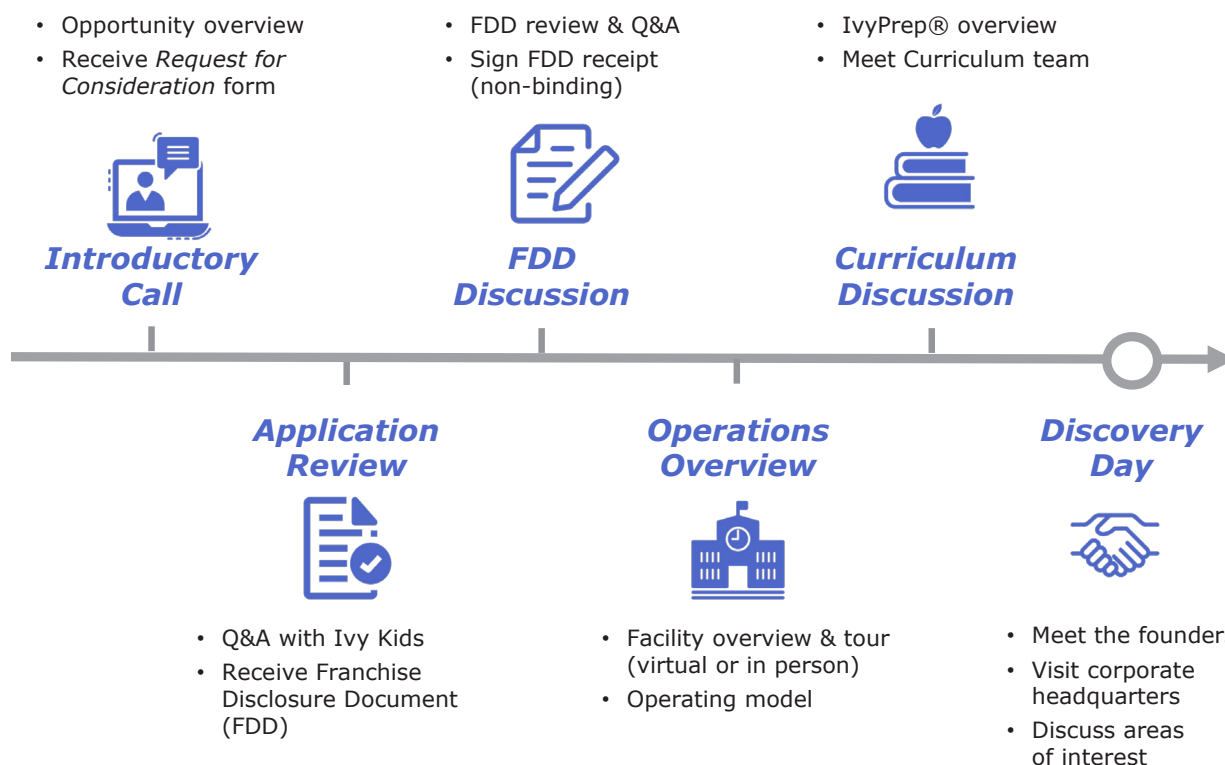 • Opportunity overview
• Receive Request for
Consideration form
Introductory
Call
• FDD review & Q&A
• Sign FDD receipt
(non-binding)
FDD
Discussion
• IvyPrep® overview
• Meet Curriculum team
Curriculum
Discussion
Application
Review
• Q&A with Ivy Kids
• Receive Franchise
Disclosure Document
(FDD)
Operations
Overview
• Facility overview & tour
(virtual or in person)
• Operating model
Discovery
Day
• Meet the founder
• Visit corporate
headquarters
• Discuss areas
of interest